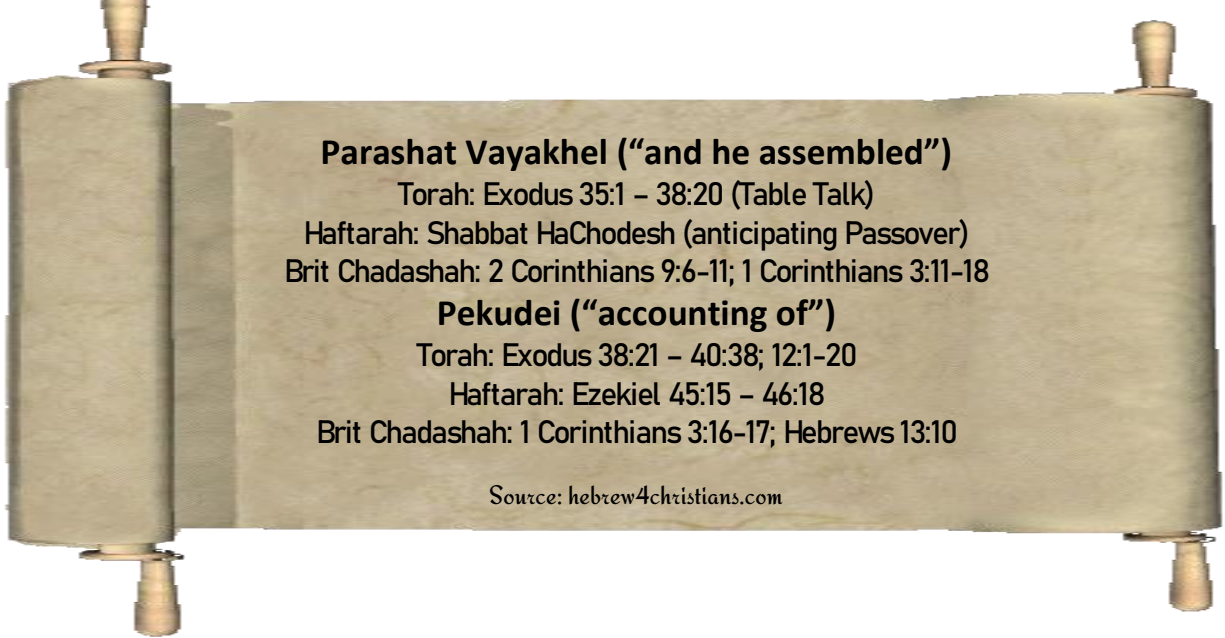 Parashat Vayakhel (“and he assembled”)
Torah: Exodus 35:1 – 38:20 (Table Talk)
Haftarah: Shabbat HaChodesh (anticipating Passover)
Brit Chadashah: 2 Corinthians 9:6-11; 1 Corinthians 3:11-18
Pekudei (“accounting of”)
Torah: Exodus 38:21 – 40:38; 12:1-20
Haftarah: Ezekiel 45:15 – 46:18
Brit Chadashah: 1 Corinthians 3:16-17; Hebrews 13:10
Source: hebrew4christians.com